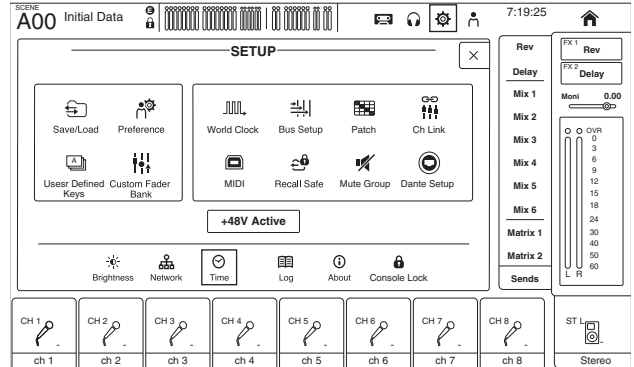 SCENE
A00 Initial Data
E
7:19:25
SETUP
Save/Load
Preference
World Clock
Bus Setup
Patch
Ch Link
A
Usesr Defined Keys
Custom Fader Bank
MIDI
Recall Safe
Mute Group
Dante Setup
+48V Active
Brightness
Network
Time
Log
About
Console Lock
Rev
Delay
Mix 1
Mix 2
Mix 3
Mix 4
Mix 5
Mix 6
Matrix 1
Matrix 2
Sends
FX 1
Rev
FX 2
Delay
Moni 0.00
OVR
0
3
6
9
12
15
18
24
30
40
50
60
L R
CH 1
ch 1
CH 2
ch 2
CH 3
ch 3
CH 4
ch 4
CH 5
ch 5
CH 6
ch 6
CH 7
ch 7
CH 8
ch 8
ST L
Stereo